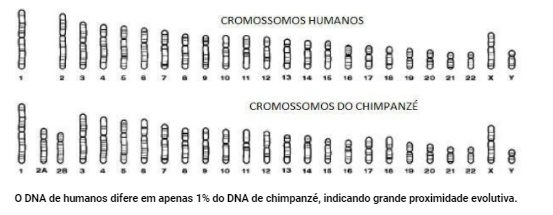 CROMOSSOMOS HUMANOS
1 2 3 4 5 6 7 8 9 10 11 12 13 14 15 16 17 18 19 20 21 22 X Y
CROMOSSOMOS DO CHIMPANZÉ
1 2A 2B 3 4 5 6 7 8 9 10 11 12 13 14 15 16 17 18 19 20 21 22 X Y
O DNA de humanos difere em apenas 1% do DNA de chimpanzé, indicando grande proximidade evolutiva.